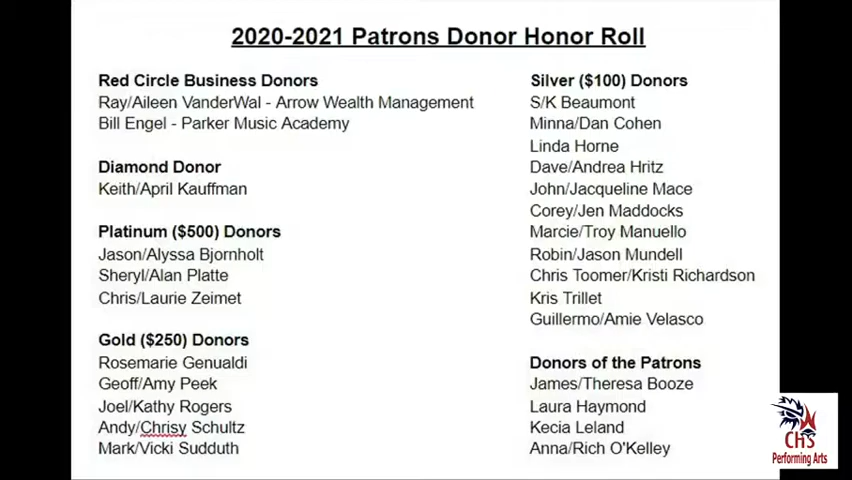 2020-2021 Patrons Donor Honor Roll
Red Circle Business Donors
Ray/Aileen VanderWal - Arrow Wealth Management
Bill Engel - Parker Music Academy
Diamond Donor
Keith/April Kauffman
Platinum ($500) Donors
Jason/Alyssa Bjornholt
Sheryl/Alan Platte
Chris/Laurie Zeimet
Gold ($250) Donors
Rosemarie Genualdi
Geoff/Amy Peek
Joel/Kathy Rogers
Andy/Chrisy Schultz
Mark/Vicki Sudduth
Silver ($100) Donors
S/K Beaumont
Minna/Dan Cohen
Linda Horne
Dave/Andrea Hritz
John/Jacqueline Mace
Corey/Jen Maddocks
Marcie/Troy Manuello
Robin/Jason Mundell
Chris Toomer/Kristi Richardson
Kris Trillet
Guillermo/Amie Velasco
Donors of the Patrons
James/Theresa Booze
Laura Haymond
Kecia Leland
Anna/Rich O'Kelley
CHS
Performing Arts